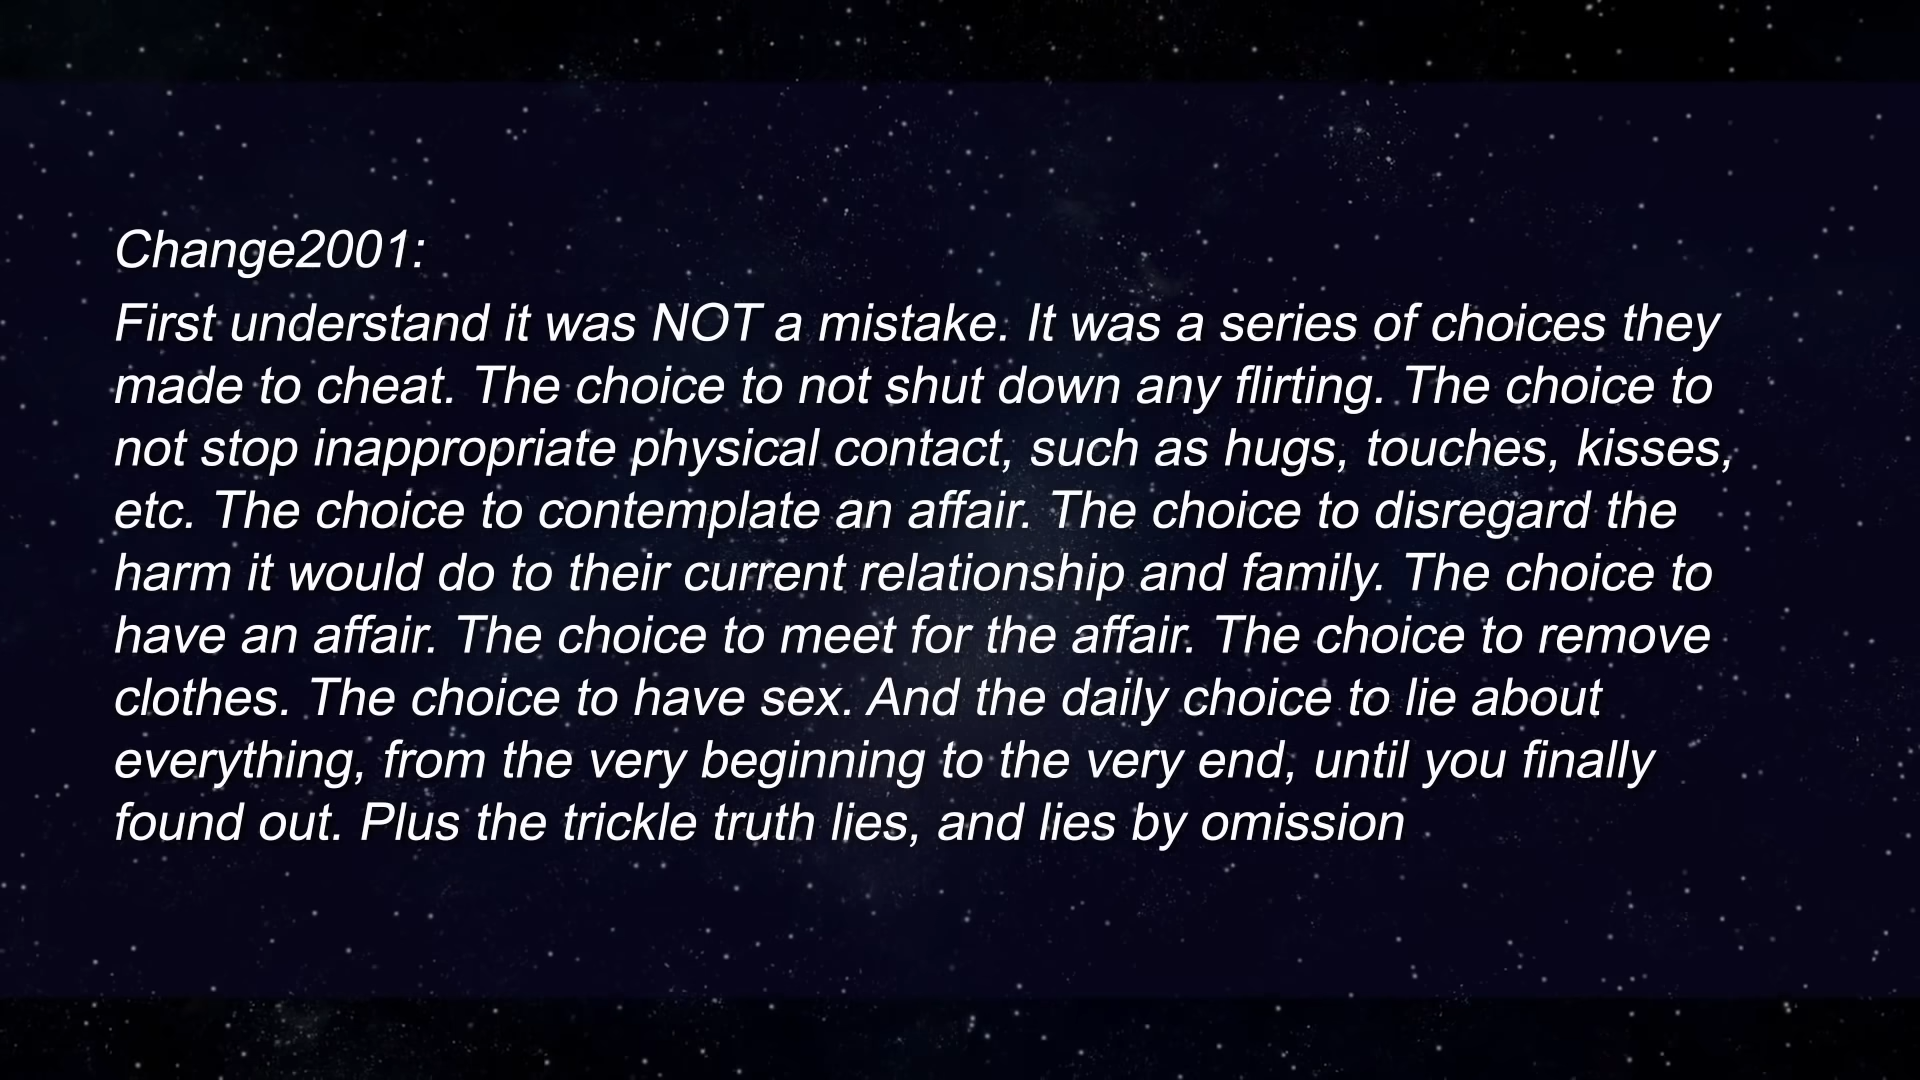 Change2001:
First understand it was NOT a mistake. It was a series of choices they
made to cheat. The choice to not shut down any flirting. The choice to
not stop inappropriate physical contact, such as hugs, touches, kisses,
etc. The choice to contemplate an affair. The choice to disregard the
harm it would do to their current relationship and family. The choice to
have an affair. The choice to meet for the affair. The choice to remove
clothes. The choice to have sex. And the daily choice to lie about
everything, from the very beginning to the very end, until you finally
found out. Plus the trickle truth lies, and lies by omission